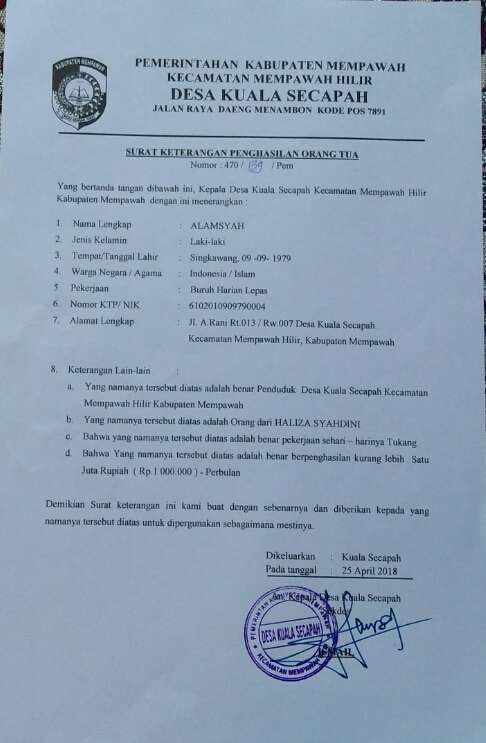 KABUPATEN MEMPAWAH
PEMERINTAHAN KABUPATEN MEMPAWAH
KECAMATAN MEMPAWAH HILIR
DESA KUALA SECAPAH
JALAN RAYA DAENG MENAMBON KODE POS 7891
SURAT KETERANGAN PENGHASILAN ORANG TUA
Nomor : 470 / 139 / Pem
Yang bertanda tangan dibawah ini, Kepala Desa Kuala Secapah Kecamatan Mempawah Hilir
Kabupaten Mempawah dengan ini menerangkan :
1. Nama Lengkap : ALAMSYAH
2. Jenis Kelamin : Laki-laki
3. Tempat/Tanggal Lahir : Singkawang, 09 -09- 1979
4. Warga Negara / Agama : Indonesia / Islam
5. Pekerjaan : Buruh Harian Lepas
6. Nomor KTP/ NIK : 6102010909790004
7. Alamat Lengkap : Jl. A.Rani Rt.013 / Rw.007 Desa Kuala Secapah
Kecamatan Mempawah Hilir, Kabupaten Mempawah
8. Keterangan Lain-lain :
a. Yang namanya tersebut diatas adalah benar Penduduk Desa Kuala Secapah Kecamatan
Mempawah Hilir Kabupaten Mempawah
b. Yang namanya tersebut diatas adalah Orang dari HALIZA SYAHDINI
c. Bahwa yang namanya tersebut diatas adalah benar pekerjaan sehari – harinya Tukang
d. Bahwa Yang namanya tersebut diatas adalah benar berpenghasilan kurang lebih Satu
Juta Rupiah ( Rp.1 000.000 ) - Perbulan
Demikian Surat keterangan ini kami buat dengan sebenarnya dan diberikan kepada yang
namanya tersebut diatas untuk dipergunakan sebagaimana mestinya.
Dikeluarkan : Kuala Secapah
Pada tanggal : 25 April 2018
An. Kepala Desa Kuala Secapah
Sekdes
DESA KUALA SECAPAH
KECAMATAN MEMPAWAH